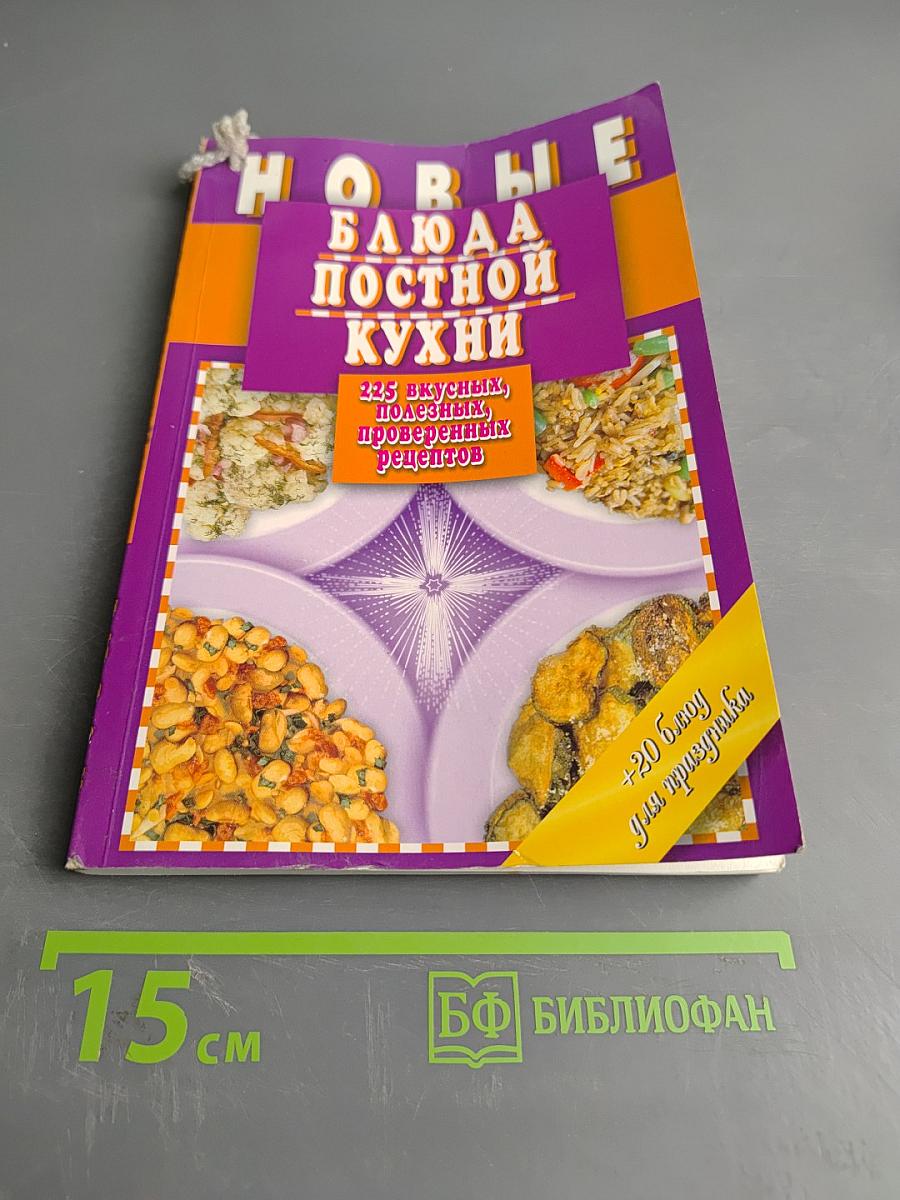 НОВЫЕ
БЛЮДА
ПОСТНОЙ
КУХНИ
225 вкусных,
полезных,
проверенных
рецептов
+20 блюд
для праздника
15 см
БФ БИБЛИОФАН